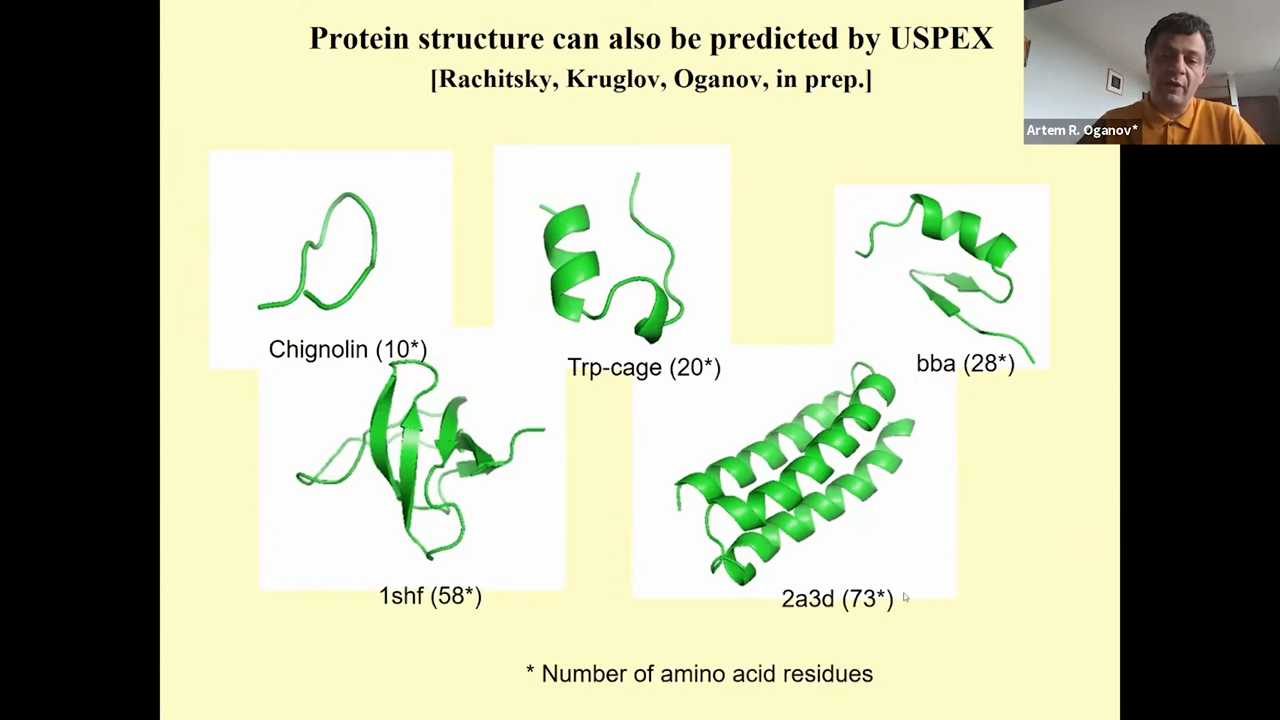 Protein structure can also be predicted by USPEX
[Rachitsky, Kruglov, Oganov, in prep.]
Artem R. Oganov*
Chignolin (10*)
Trp-cage (20*)
bba (28*)
1shf (58*)
2a3d (73*)
* Number of amino acid residues